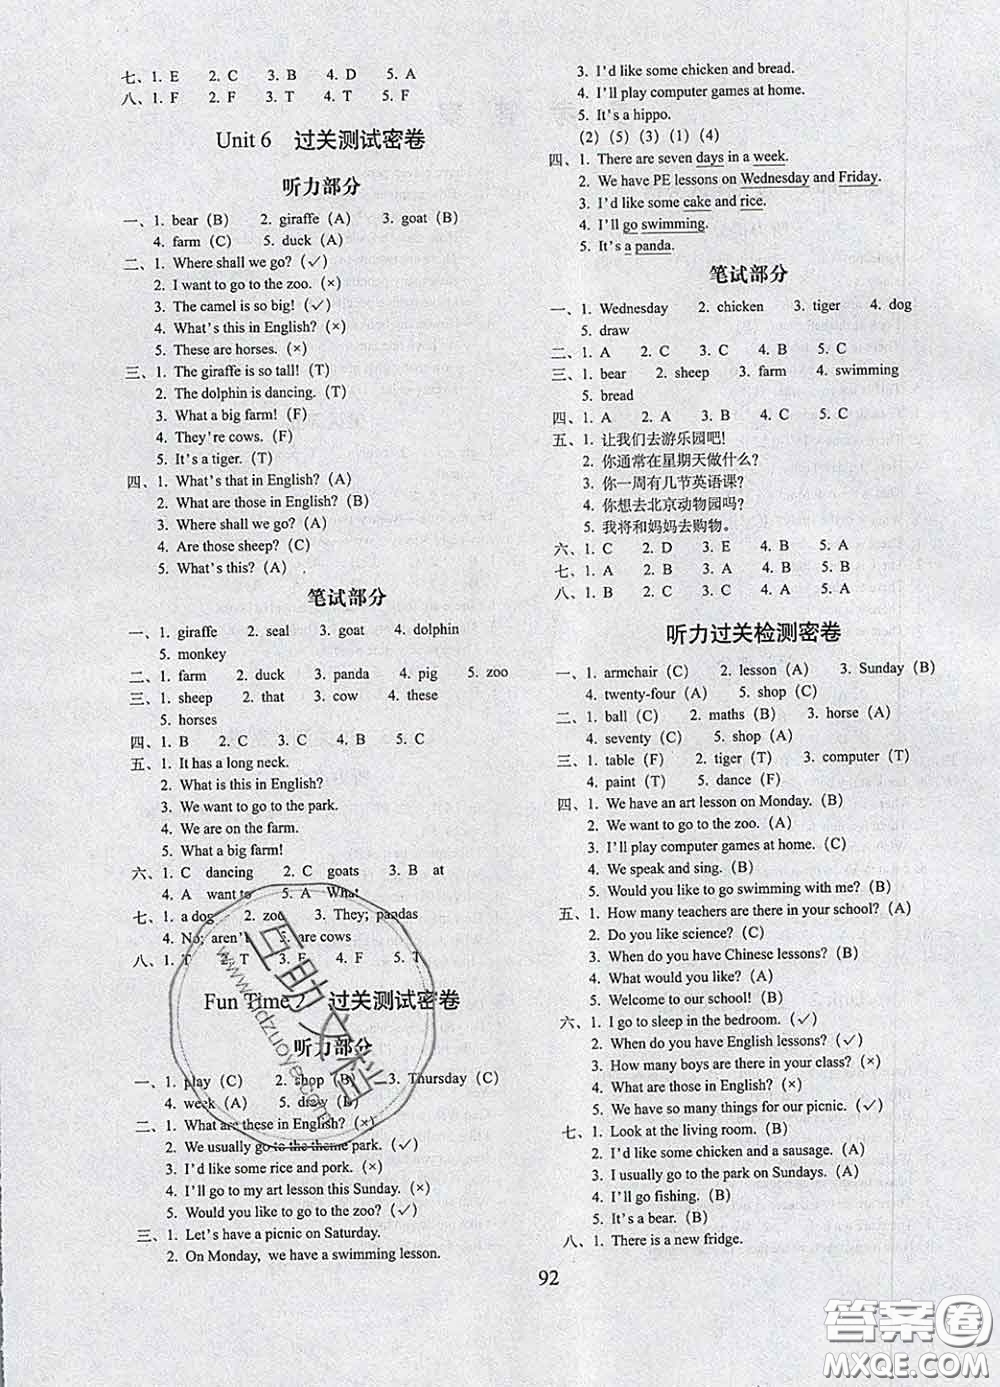 七、1. E 2. C 3. B 4. D 5. A
八、1. F 2. F 3. T 4. T 5. F
Unit 6 过关测试密卷
听力部分
一、1. bear (B) 2. giraffe (A) 3. goat (B)
4. farm (C) 5. duck (A)
二、1. Where shall we go? (✓)
2. I want to go to the zoo. (×)
3. The camel is so big! (✓)
4. What's this in English? (×)
5. These are horses. (×)
三、1. The giraffe is so tall! (T)
2. The dolphin is dancing. (T)
3. What a big farm! (F)
4. They're cows. (F)
5. It's a tiger. (T)
四、1. What's that in English? (A)
2. What are those in English? (B)
3. Where shall we go? (A)
4. Are those sheep? (C)
5. What's this? (A)
笔试部分
一、1. giraffe 2. seal 3. goat 4. dolphin
5. monkey
二、1. farm 2. duck 3. panda 4. pig 5. zoo
三、1. sheep 2. that 3. cow 4. these
5. horses
四、1. B 2. C 3. C 4. B 5. C
五、1. It has a long neck.
2. What is this in English?
3. We want to go to the park.
4. We are on the farm.
5. What a big farm!
六、1. C dancing 2. C goats 3. B at
4. A want to 5. A What
七、1. a dog 2. zoo 3. They; pandas
4. No; aren't 5. are cows
八、1. T 2. T 3. F 4. F 5. T
Fun Time 2 过关测试密卷
听力部分
一、1. play (C) 2. shop (B) 3. Thursday (C)
4. week (A) 5. draw (B)
二、1. What are these in English? (×)
2. We usually go to the theme park. (✓)
3. I'd like some rice and pork. (×)
4. I'll go to my art lesson this Sunday. (×)
5. Would you like to go to the zoo? (✓)
三、1. Let's have a picnic on Saturday.
2. On Monday, we have a swimming lesson.
3. I'd like some chicken and bread.
4. I'll play computer games at home.
5. It's a hippo.
(2) (5) (3) (1) (4)
四、1. There are seven days in a week.
2. We have PE lessons on Wednesday and Friday.
3. I'd like some cake and rice.
4. I'll go swimming.
5. It's a panda.
笔试部分
一、1. Wednesday 2. chicken 3. tiger 4. dog
5. draw
二、1. A 2. C 3. C 4. B 5. C
三、1. bear 2. sheep 3. farm 4. swimming
5. bread
四、1. A 2. A 3. B 4. C 5. C
五、1. 让我们去游乐园吧!
2. 你通常在星期天做什么?
3. 你一周有几节英语课?
4. 你想去北京动物园吗?
5. 我将和妈妈去购物。
六、1. C 2. D 3. E 4. B 5. A
七、1. A 2. B 3. A 4. B 5. A
八、1. B 2. C 3. C 4. A 5. A
听力过关检测密卷
一、1. armchair (C) 2. lesson (A) 3. Sunday (B)
4. twenty-four (A) 5. shop (C)
二、1. ball (C) 2. maths (B) 3. horse (A)
4. seventy (C) 5. shop (A)
三、1. table (F) 2. tiger (T) 3. computer (T)
4. paint (T) 5. dance (F)
四、1. We have an art lesson on Monday. (B)
2. We want to go to the zoo. (A)
3. I'll play computer games at home. (C)
4. We speak and sing. (B)
5. Would you like to go swimming with me? (B)
五、1. How many teachers are there in your school? (A)
2. Do you like science? (C)
3. When do you have Chinese lessons? (B)
4. What would you like? (A)
5. Welcome to our school! (B)
六、1. I go to sleep in the bedroom. (✓)
2. When do you have English lessons? (✓)
3. How many boys are there in your class? (×)
4. What are those in English? (×)
5. We have so many things for our picnic. (✓)
七、1. Look at the living room. (B)
2. I'd like some chicken and a sausage. (A)
3. I usually go to the park on Sundays. (A)
4. I'll go fishing. (B)
5. It's a bear. (B)
八、1. There is a new fridge.
92
互助文档
www.hdzuoye.com
答案圈
MXQE.COM